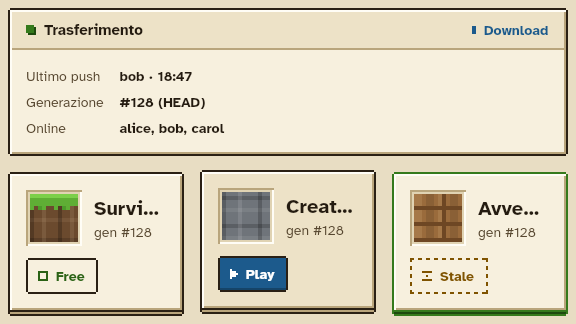 Trasferimento
Download
Ultimo push bob · 18:47
Generazione #128 (HEAD)
Online alice, bob, carol
Survi...
gen #128
Free
Creat...
gen #128
Play
Avve...
gen #128
Stale